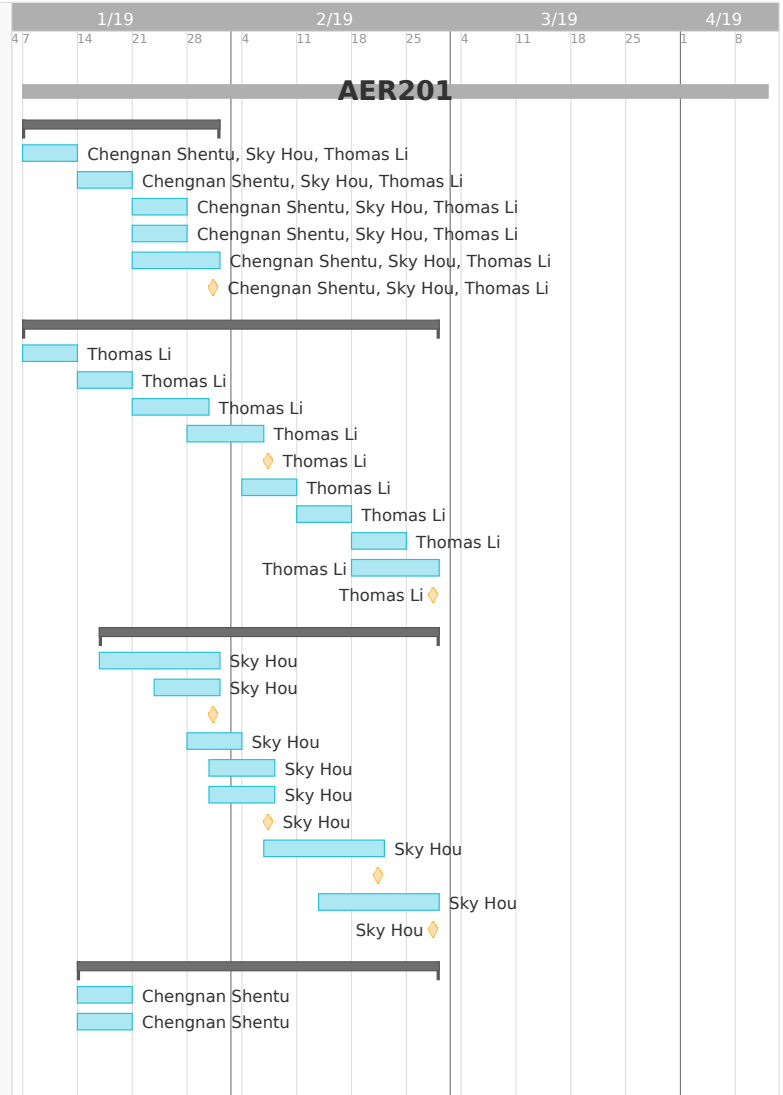 1/19 2/19 3/19 4/19
4 7 14 21 28 4 11 18 25 4 11 18 25 1 8
AER201
Chengnan Shentu, Sky Hou, Thomas Li
Chengnan Shentu, Sky Hou, Thomas Li
Chengnan Shentu, Sky Hou, Thomas Li
Chengnan Shentu, Sky Hou, Thomas Li
Chengnan Shentu, Sky Hou, Thomas Li
Chengnan Shentu, Sky Hou, Thomas Li
Thomas Li
Thomas Li
Thomas Li
Thomas Li
Thomas Li
Thomas Li
Thomas Li
Thomas Li
Thomas Li
Thomas Li
Sky Hou
Sky Hou
Sky Hou
Sky Hou
Sky Hou
Sky Hou
Sky Hou
Sky Hou
Sky Hou
Chengnan Shentu
Chengnan Shentu